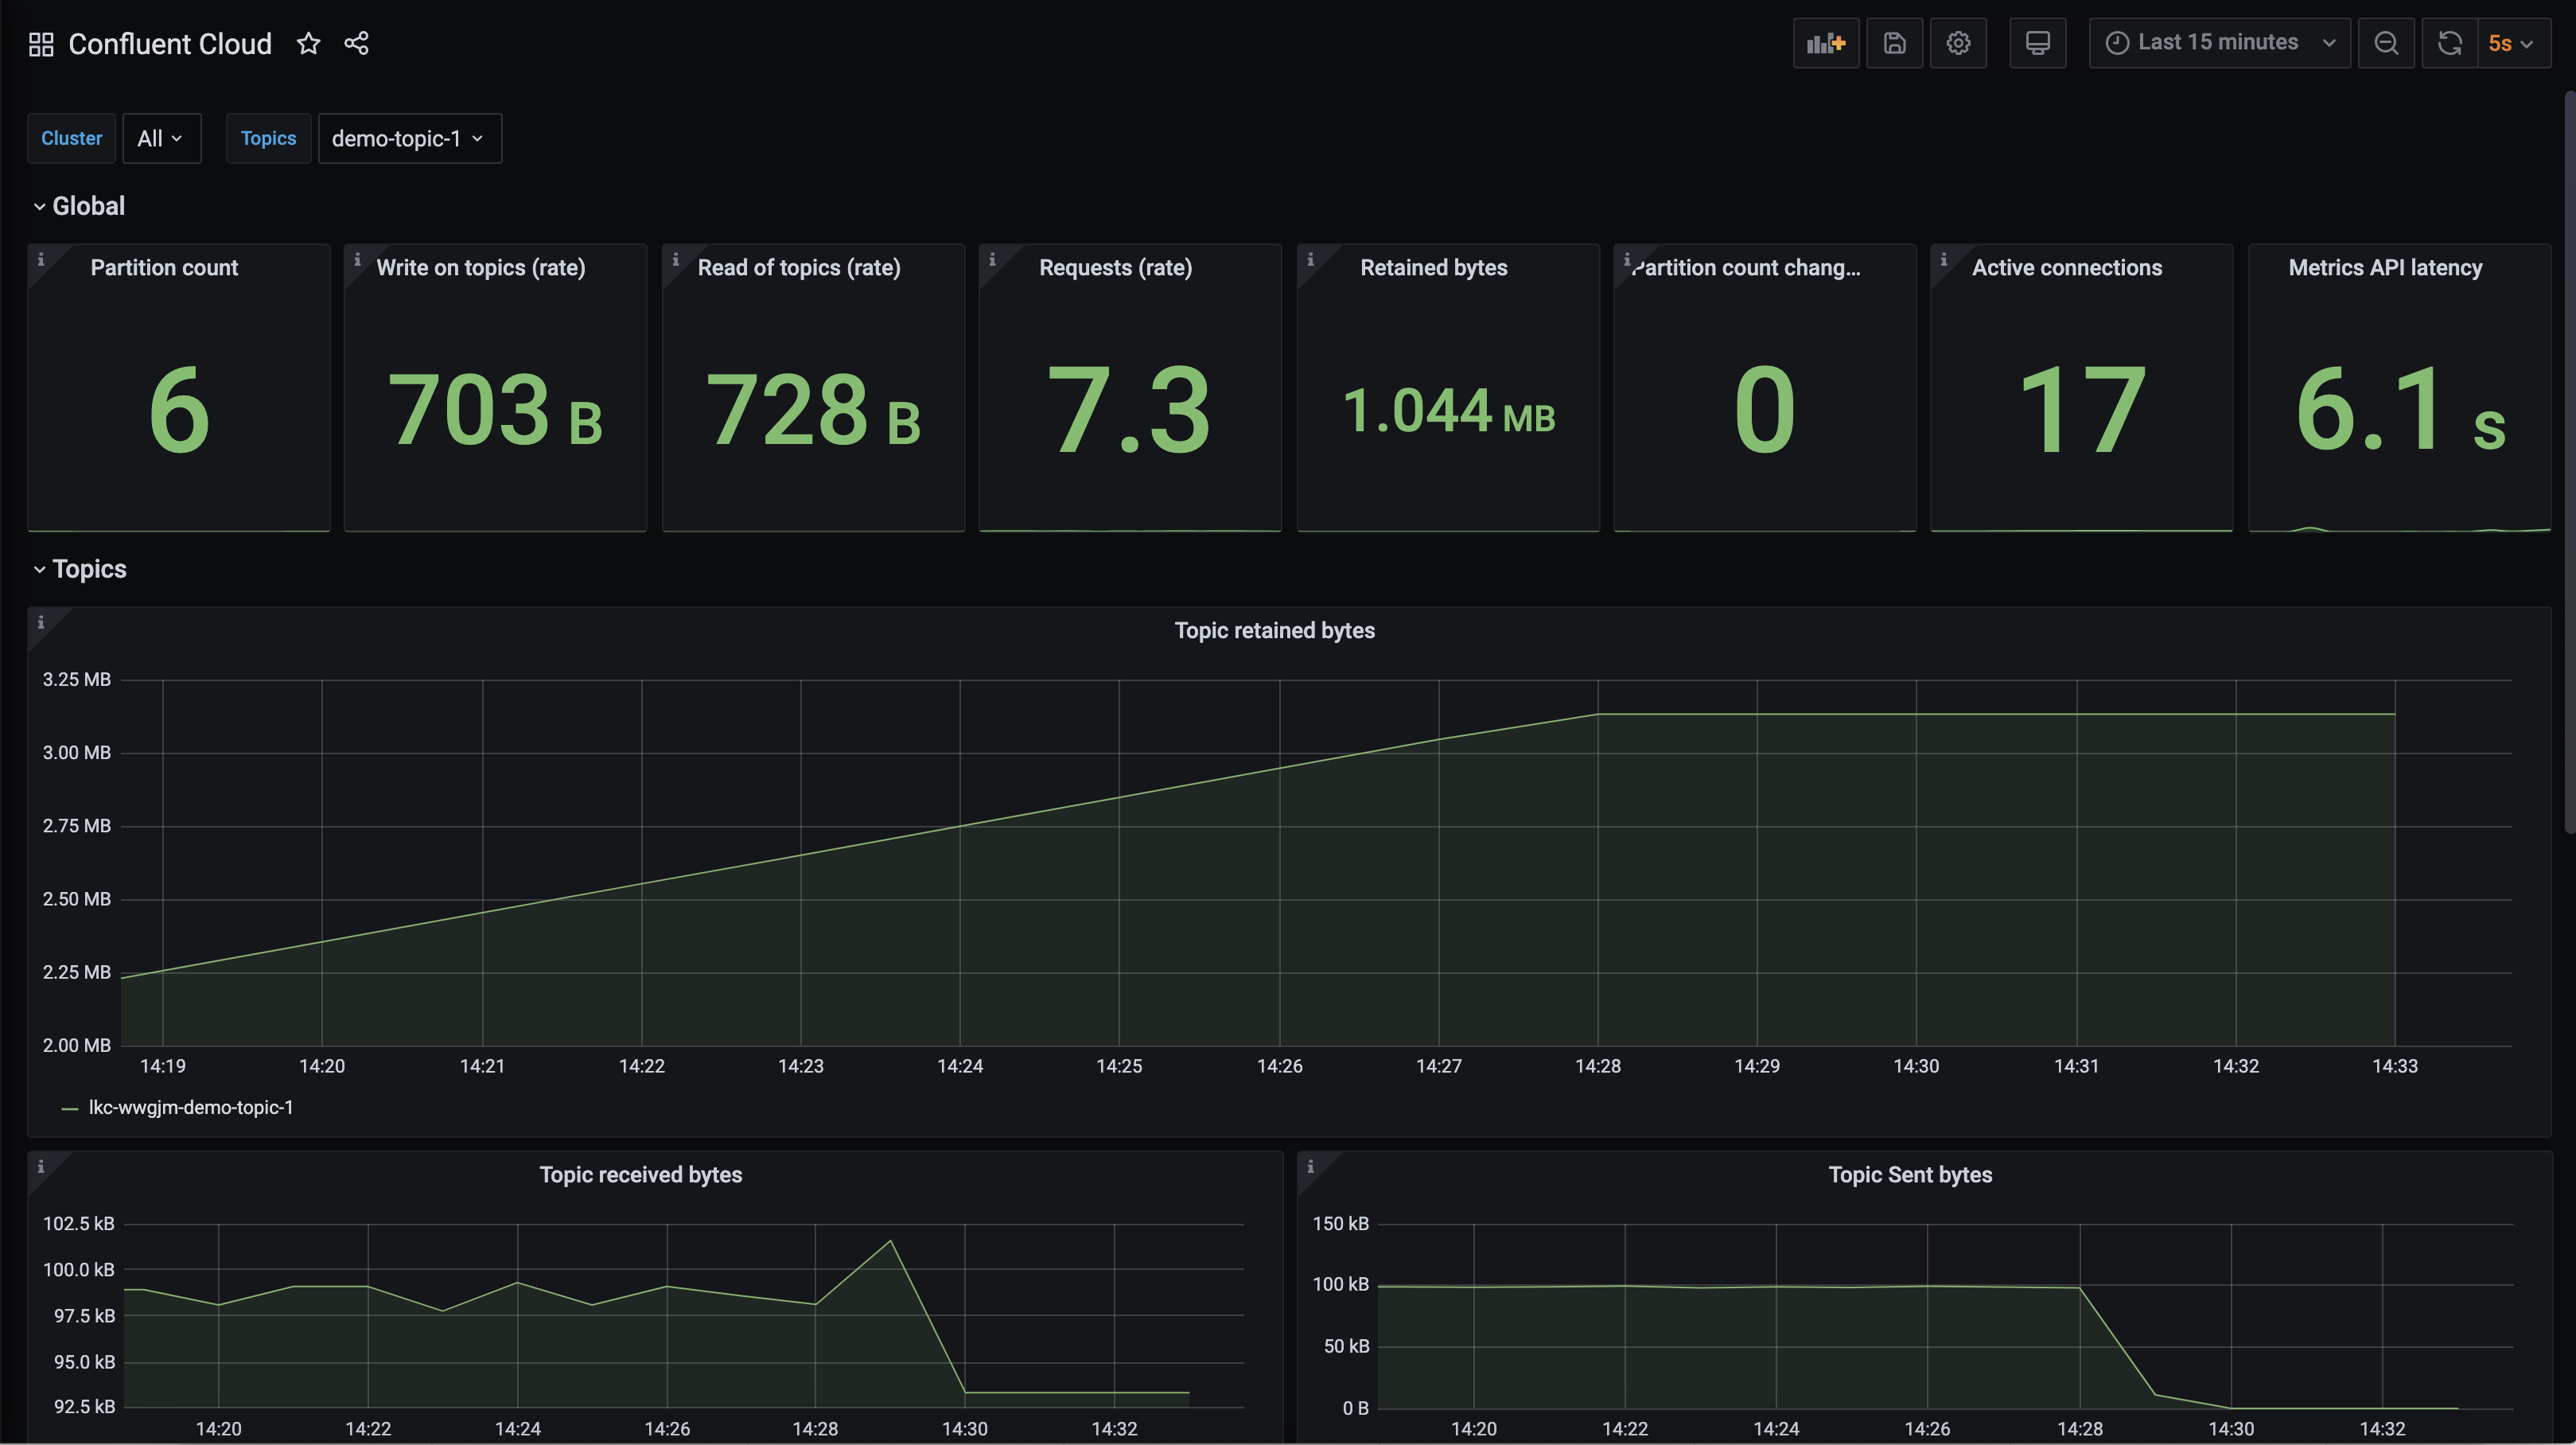 Confluent Cloud
Last 15 minutes
5s
Cluster All Topics demo-topic-1
Global
Partition count
6
Write on topics (rate)
703 B
Read of topics (rate)
728 B
Requests (rate)
7.3
Retained bytes
1.044 MB
Partition count chang...
0
Active connections
17
Metrics API latency
6.1 s
Topics
Topic retained bytes
3.25 MB
3.00 MB
2.75 MB
2.50 MB
2.25 MB
2.00 MB
14:19 14:20 14:21 14:22 14:23 14:24 14:25 14:26 14:27 14:28 14:29 14:30 14:31 14:32 14:33
lkc-wwgjm-demo-topic-1
Topic received bytes
102.5 kB
100.0 kB
97.5 kB
95.0 kB
92.5 kB
14:20 14:22 14:24 14:26 14:28 14:30 14:32
Topic Sent bytes
150 kB
100 kB
50 kB
0 B
14:20 14:22 14:24 14:26 14:28 14:30 14:32